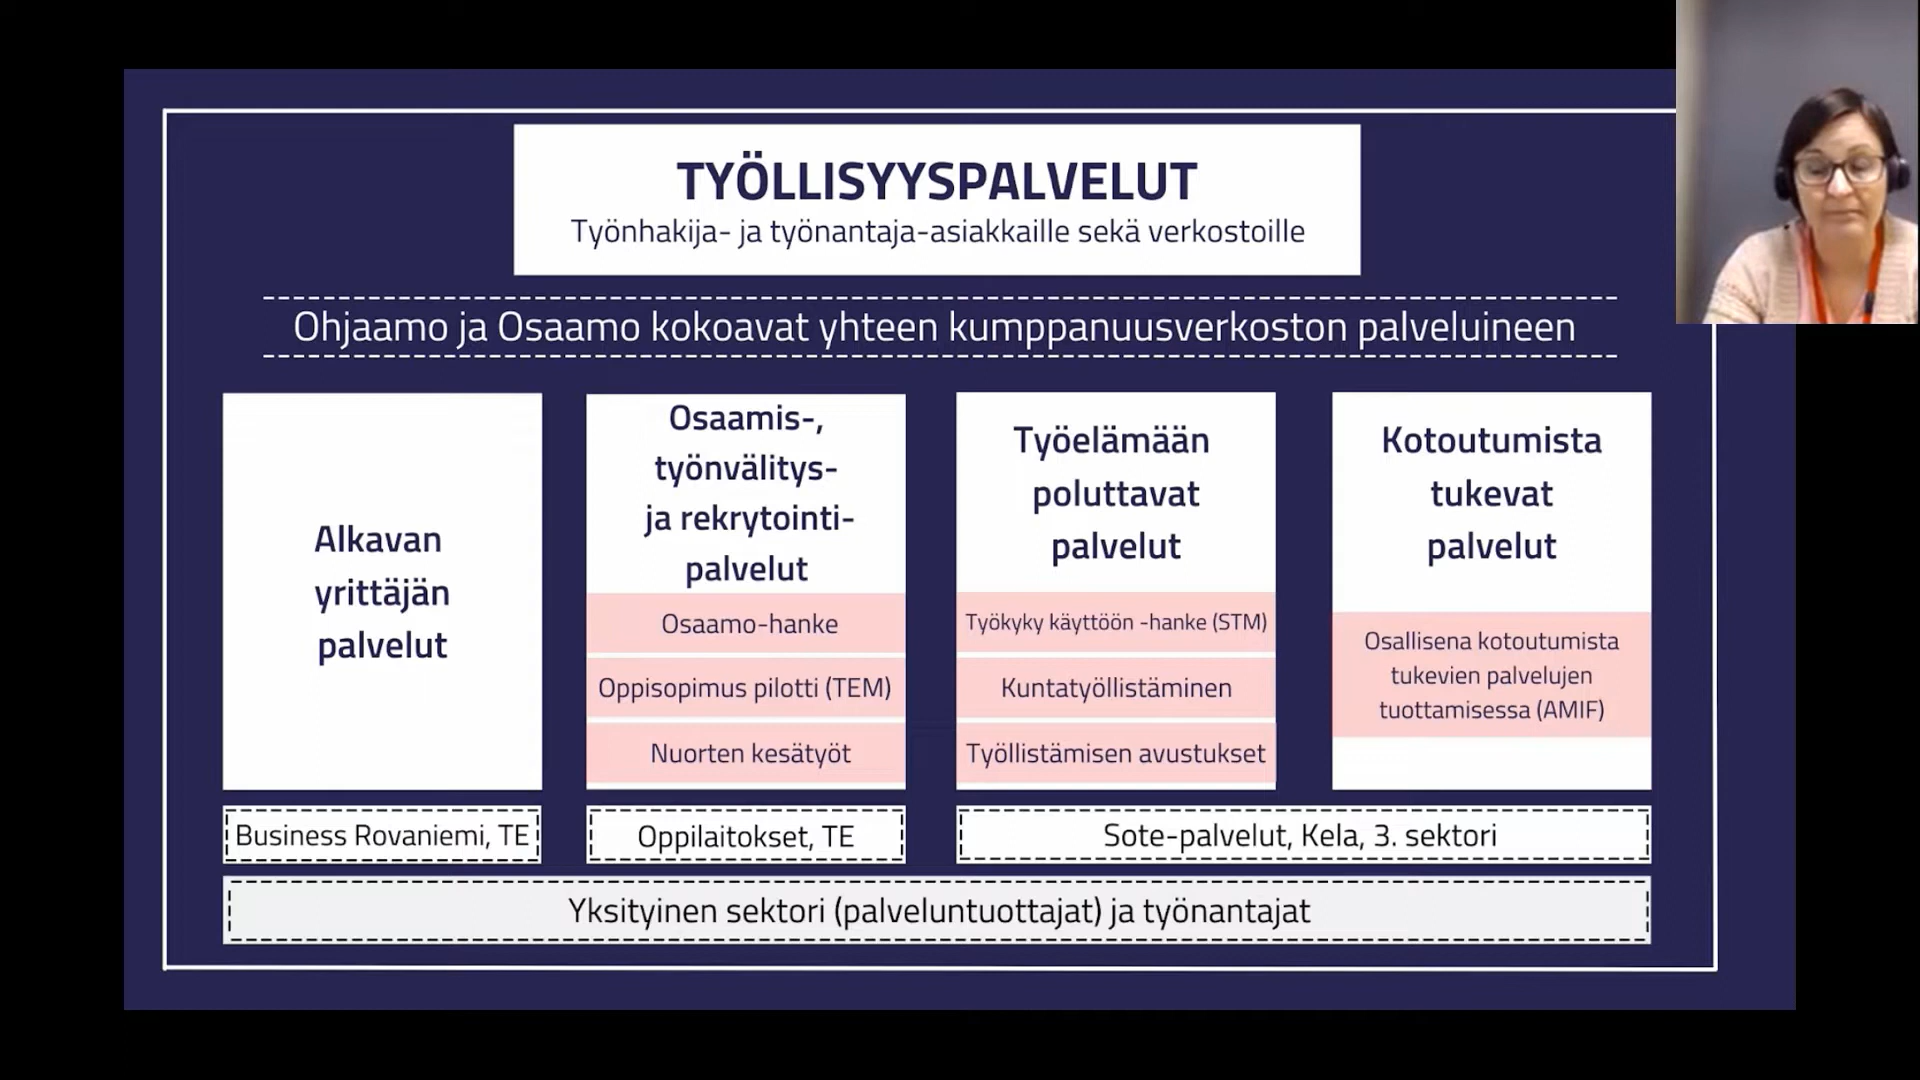 TYÖLLISYYSPALVELUT
Työnhakija- ja työnantaja-asiakkaille sekä verkostoille
Ohjaamo ja Osaamo kokoavat yhteen kumppanuusverkoston palveluineen
Alkavan
yrittäjän
palvelut
Osaamis-,
työnvälitys-
ja rekrytointi-
palvelut
Osaamo-hanke
Oppisopimus pilotti (TEM)
Nuorten kesätyöt
Työelämään
poluttavat
palvelut
Työkyky käyttöön -hanke (STM)
Kuntatyöllistäminen
Työllistämisen avustukset
Kotoutumista
tukevat
palvelut
Osallisena kotoutumista
tukevien palvelujen
tuottamisessa (AMIF)
Business Rovaniemi, TE
Oppilaitokset, TE
Sote-palvelut, Kela, 3. sektori
Yksityinen sektori (palveluntuottajat) ja työnantajat